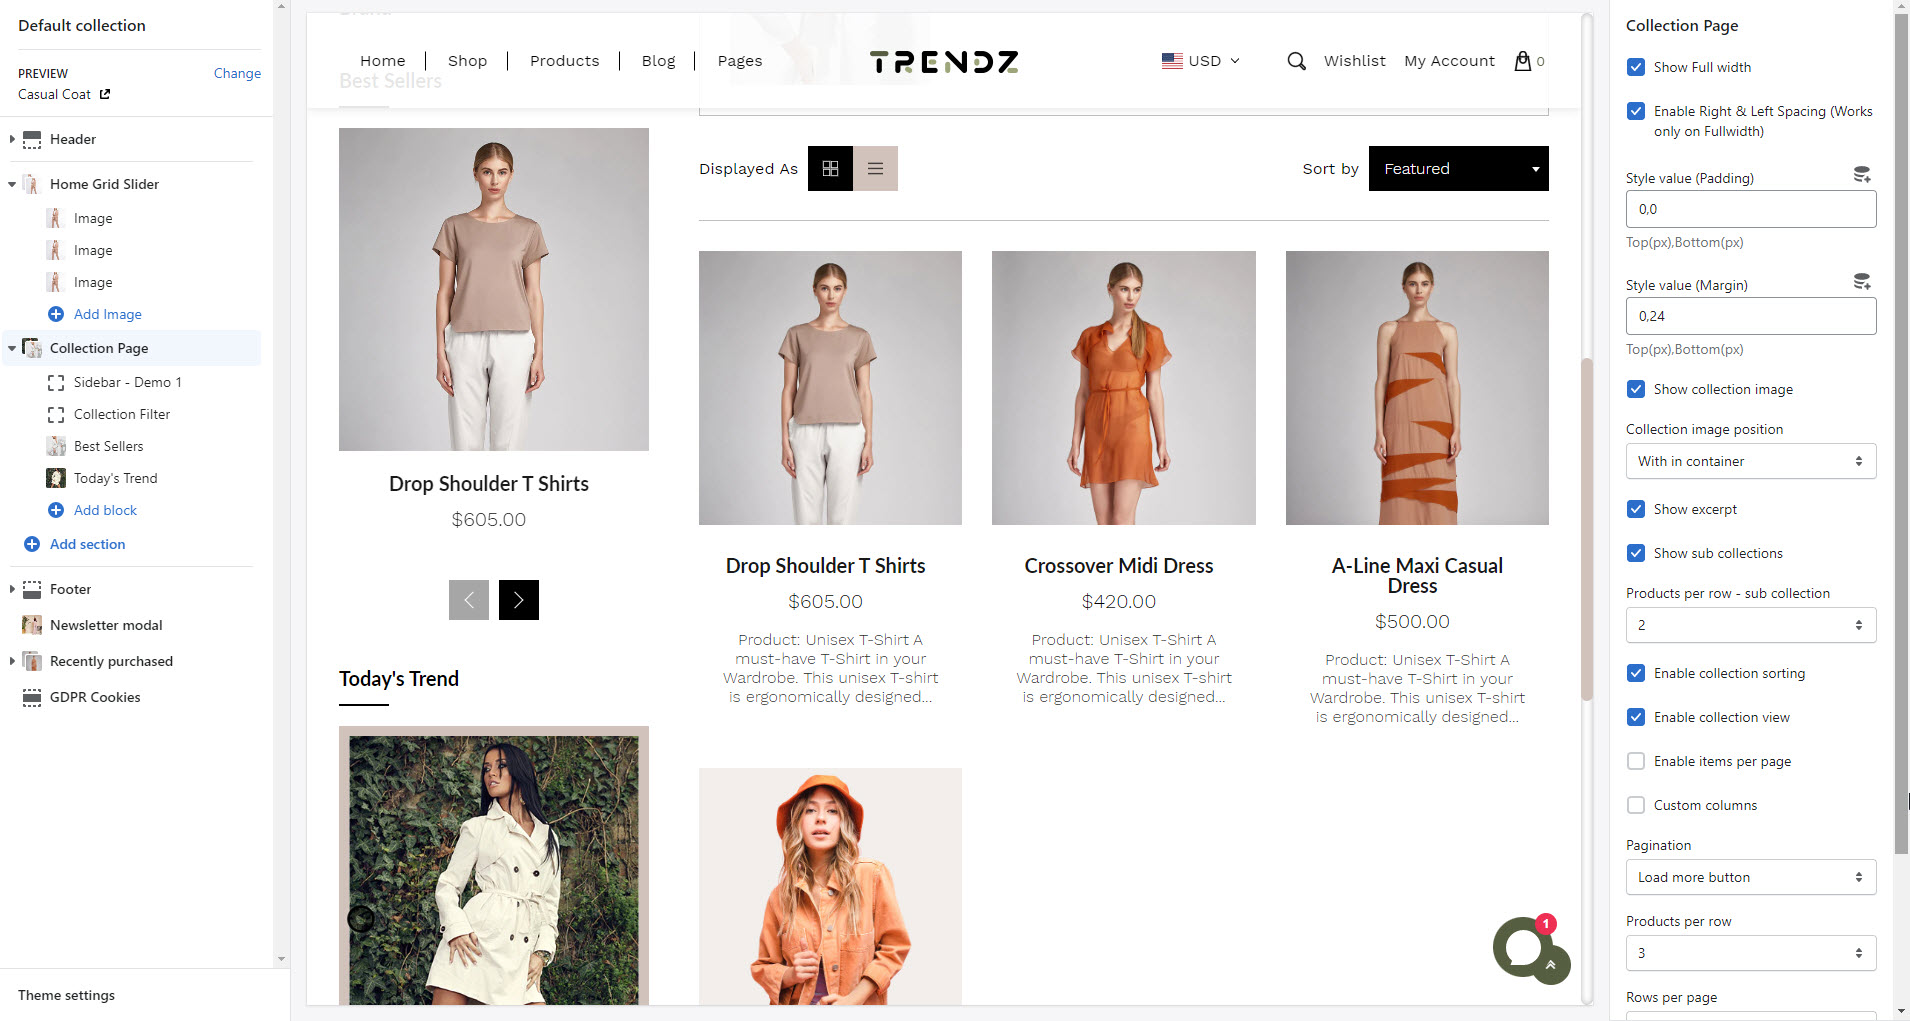 Default collection
PREVIEW
Change
Casual Coat
Header
Home Grid Slider
Image
Image
Image
Add Image
Collection Page
Sidebar - Demo 1
Collection Filter
Best Sellers
Today's Trend
Add block
Add section
Footer
Newsletter modal
Recently purchased
GDPR Cookies
Theme settings
Home
Shop
Products
Blog
Pages
TRENDZ
USD
Wishlist
My Account
0
Best Sellers
Drop Shoulder T Shirts
$605.00
Today's Trend
Displayed As
Sort by
Featured
Drop Shoulder T Shirts
$605.00
Product: Unisex T-Shirt A
must-have T-Shirt in your
Wardrobe. This unisex T-shirt
is ergonomically designed...
Crossover Midi Dress
$420.00
Product: Unisex T-Shirt A
must-have T-Shirt in your
Wardrobe. This unisex T-shirt
is ergonomically designed...
A-Line Maxi Casual
Dress
$500.00
Product: Unisex T-Shirt A
must-have T-Shirt in your
Wardrobe. This unisex T-shirt
is ergonomically designed...
1
Collection Page
Show Full width
Enable Right & Left Spacing (Works
only on Fullwidth)
Style value (Padding)
0,0
Top(px),Bottom(px)
Style value (Margin)
0,24
Top(px),Bottom(px)
Show collection image
Collection image position
With in container
Show excerpt
Show sub collections
Products per row - sub collection
2
Enable collection sorting
Enable collection view
Enable items per page
Custom columns
Pagination
Load more button
Products per row
3
Rows per page